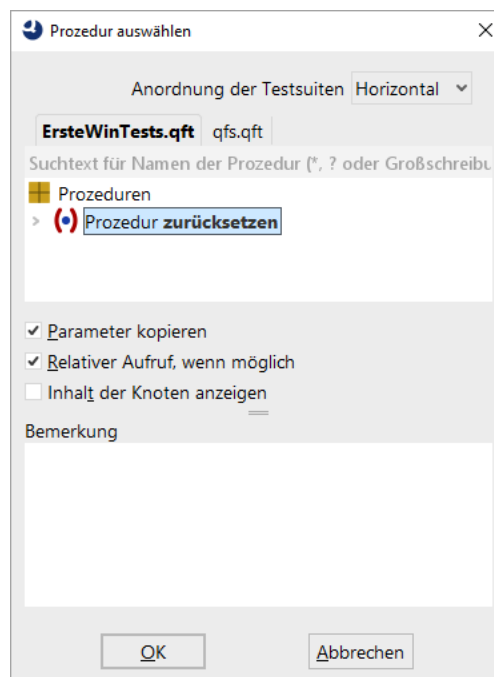 Prozedur auswählen
Anordnung der Testsuiten Horizontal
ErsteWinTests.qft qfs.qft
Suchtext für Namen der Prozedur (*, ? oder Großschreibu
Prozeduren
Prozedur zurücksetzen
Parameter kopieren
Relativer Aufruf, wenn möglich
Inhalt der Knoten anzeigen
Bemerkung
OK Abbrechen